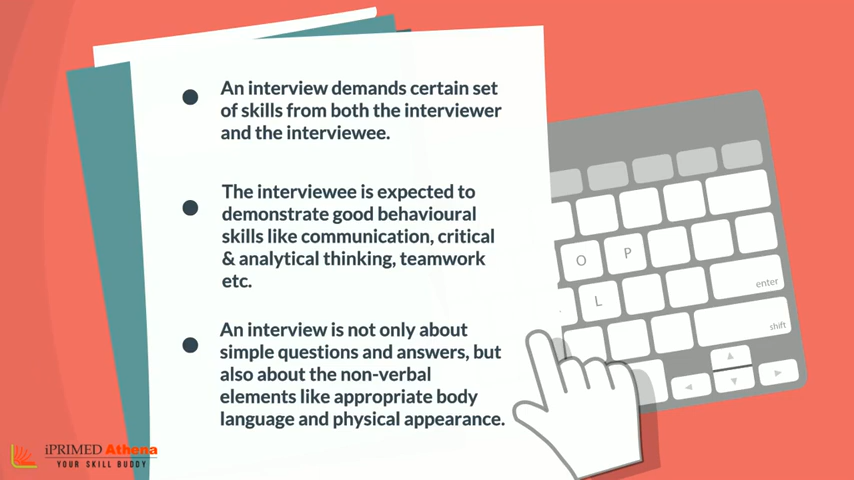 An interview demands certain set
of skills from both the interviewer
and the interviewee.
The interviewee is expected to
demonstrate good behavioural
skills like communication, critical
& analytical thinking, teamwork
etc.
An interview is not only about
simple questions and answers, but
also about the non-verbal
elements like appropriate body
language and physical appearance.
O
P
L
enter
shift
iPRIMED Athena
YOUR SKILL BUDDY